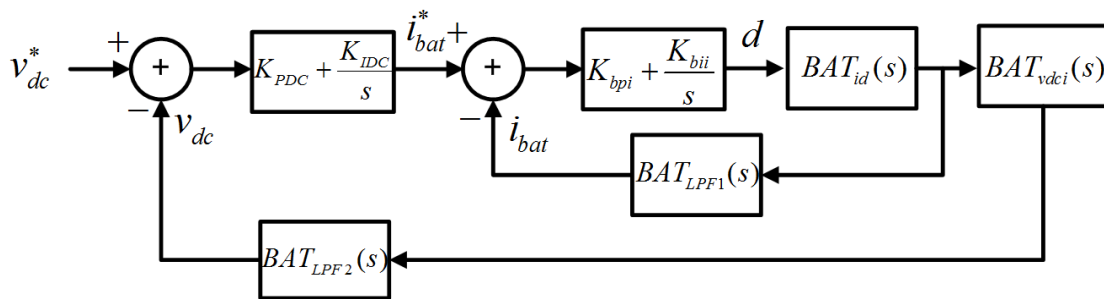 v*dc
+
+
−
vdc
KPDC + KIDC/s
i*bat
+
+
−
ibat
Kbpi + Kbii/s
d
BATid(s)
BATvdci(s)
BATLPF1(s)
BATLPF2(s)